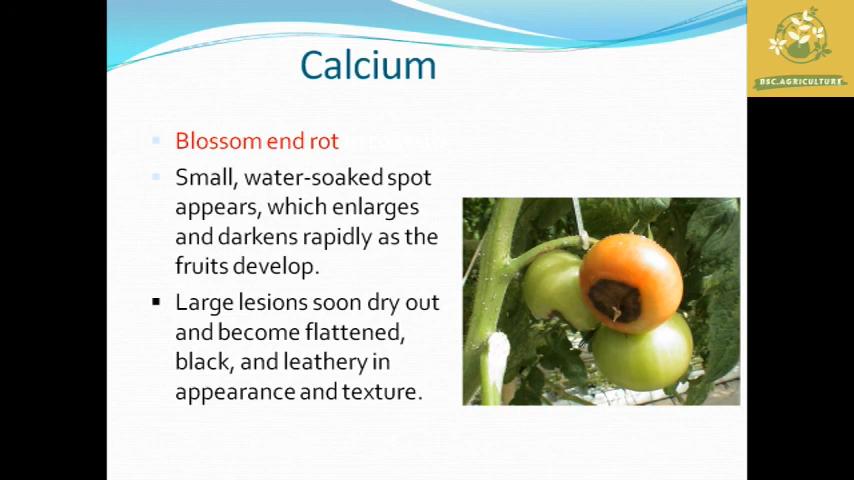 Calcium
BSC.AGRICULTURE
Blossom end rot
Small, water-soaked spot
appears, which enlarges
and darkens rapidly as the
fruits develop.
Large lesions soon dry out
and become flattened,
black, and leathery in
appearance and texture.